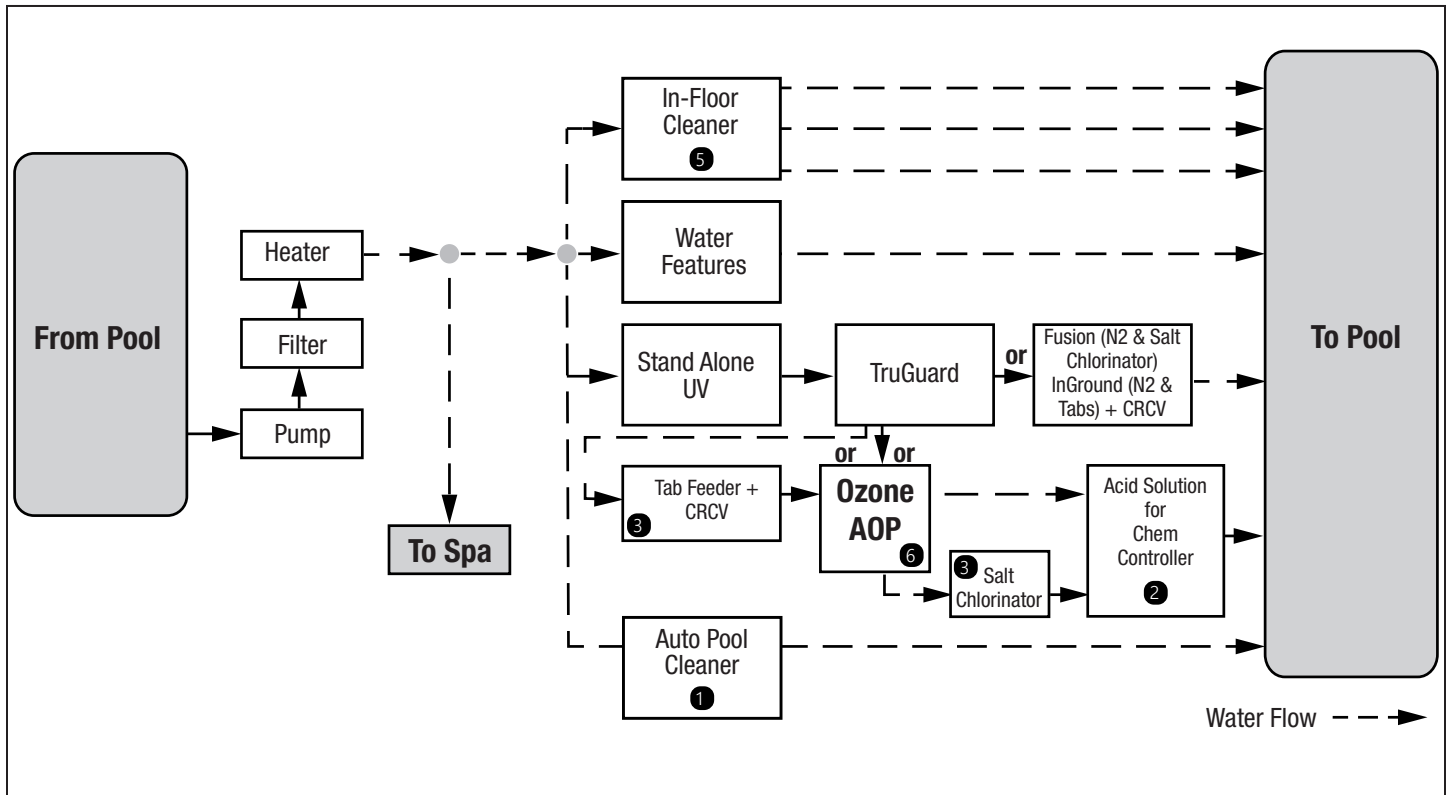 From Pool
Heater
Filter
Pump
To Spa
In-Floor
Cleaner
5
Water
Features
Stand Alone
UV
TruGuard
or
Fusion (N2 & Salt
Chlorinator)
InGround (N2 &
Tabs) + CRCV
or or
Tab Feeder +
CRCV
3
Ozone
AOP
6
3
Salt
Chlorinator
Acid Solution
for
Chem
Controller
2
Auto Pool
Cleaner
1
To Pool
Water Flow